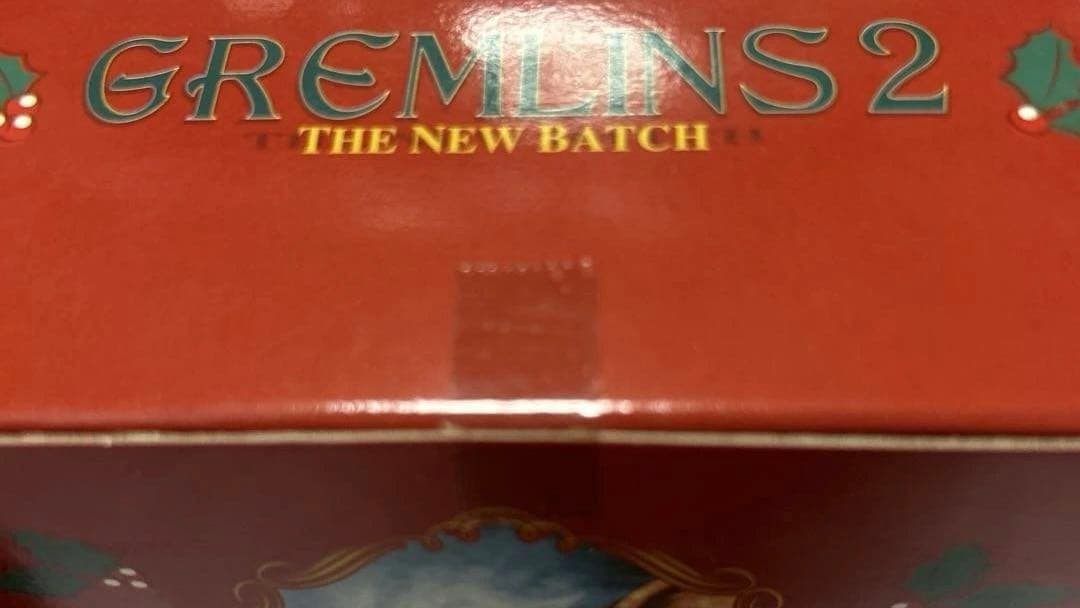 GREMLINS 2
THE NEW BATCH